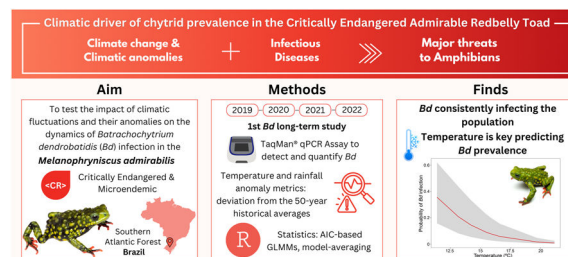 Climatic driver of chytrid prevalence in the Critically Endangered Admirable Redbelly Toad
Climate change &
Climatic anomalies
+
Infectious
Diseases
Major threats
to Amphibians
Aim
To test the impact of climatic
fluctuations and their anomalies on
the dynamics of Batrachochytrium
dendrobatidis (Bd) infection in the
Melanophryniscus admirabilis
<CR>
Critically Endangered &
Microendemic
Southern
Atlantic Forest
Brazil
Methods
2019
2020
2021
2022
1st Bd long-term study
TaqMan® qPCR Assay to
detect and quantify Bd
Temperature and rainfall
anomaly metrics:
deviation from the 50-year
historical averages
R
Statistics: AIC-based
GLMMs, model-averaging
Finds
Bd consistently infecting the
population
Temperature is key predicting
Bd prevalence
Probability of Bd infection
0.6
0.4
0.2
0.0
12.5
15
17.5
20
Temperature (ºC)